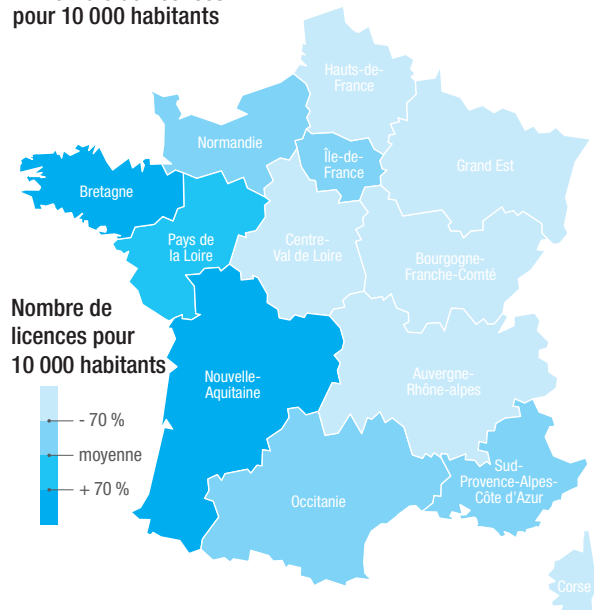 pour 10 000 habitants
Hauts-de-
France
Normandie
Île-de-
France
Grand Est
Bretagne
Pays de
la Loire
Centre-
Val de Loire
Bourgogne-
Franche-Comté
Nombre de
licences pour
10 000 habitants
Nouvelle-
Aquitaine
Auvergne-
Rhône-alpes
- 70 %
moyenne
+ 70 %
Occitanie
Sud-
Provence-Alpes-
Côte d'Azur
Corse